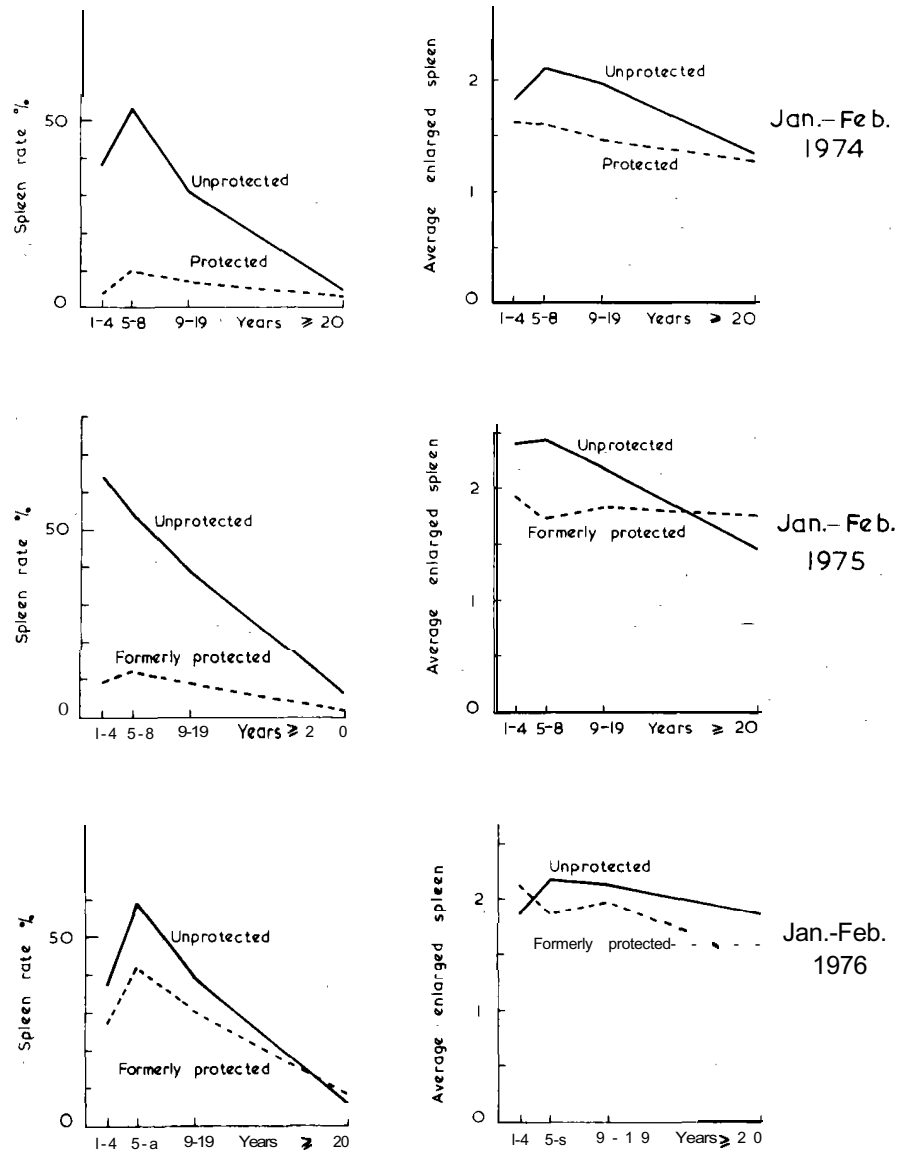 Spleen rate %
50
0
Unprotected
Protected
1-4 5-8 9-19 Years ≥ 20
Average enlarged spleen
2
1
0
Unprotected
Protected
1-4 5-8 9-19 Years ≥ 20
Jan.-Feb.
1974
Spleen rate %
50
0
Unprotected
Formerly protected
1-4 5-8 9-19 Years ≥ 2 0
Average enlarged spleen
2
1
0
Unprotected
Formerly protected
1-4 5-8 9-19 Years ≥ 20
Jan.-Feb.
1975
Spleen rate %
50
0
Unprotected
Formerly protected
1-4 5-a 9-19 Years ≥ 20
Average enlarged spleen
2
1
0
Unprotected
Formerly protected
1-4 5-s 9-19 Years ≥ 20
Jan.-Feb.
1976